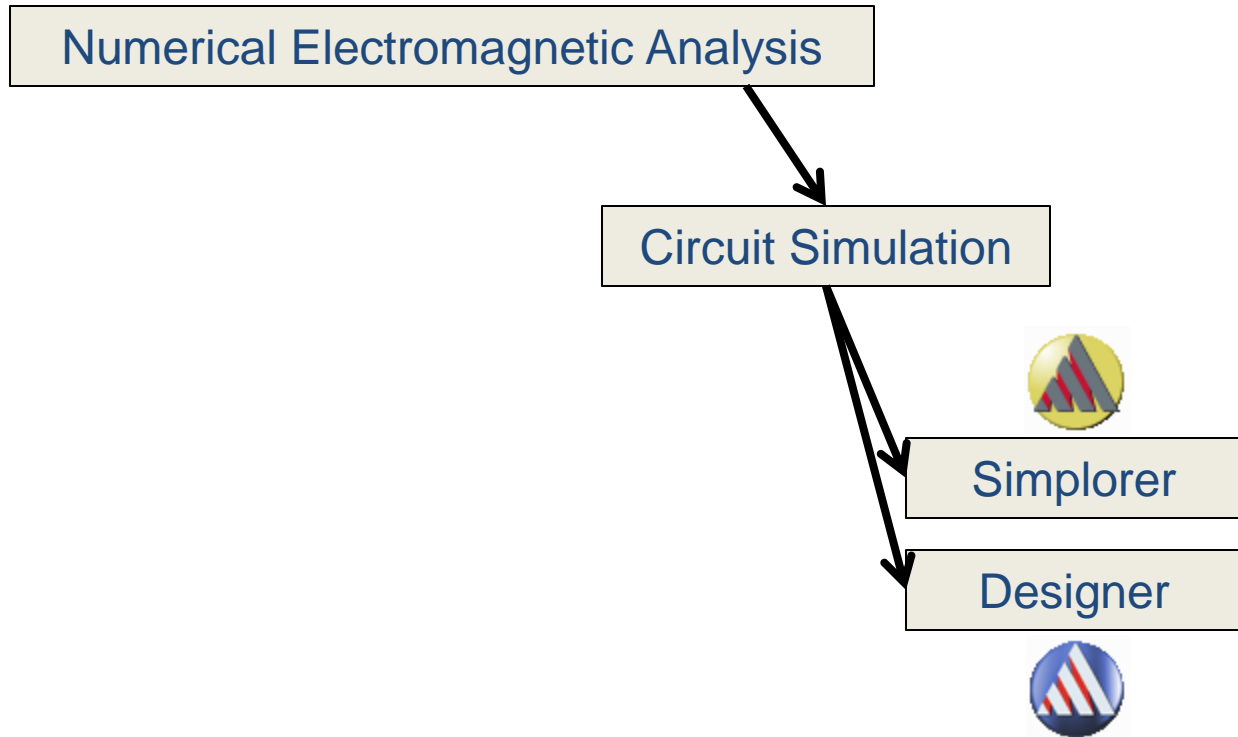 Numerical Electromagnetic Analysis
Circuit Simulation
Simplorer
Designer